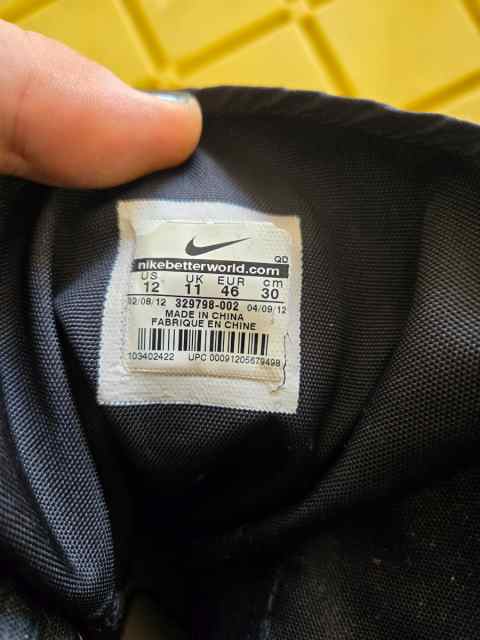 QD
nikebetterworld.com
US UK EUR cm
12 11 46 30
12/08/12 329798-002 04/09/12
MADE IN CHINA
FABRIQUE EN CHINE
103402422 UPC 00091205679498